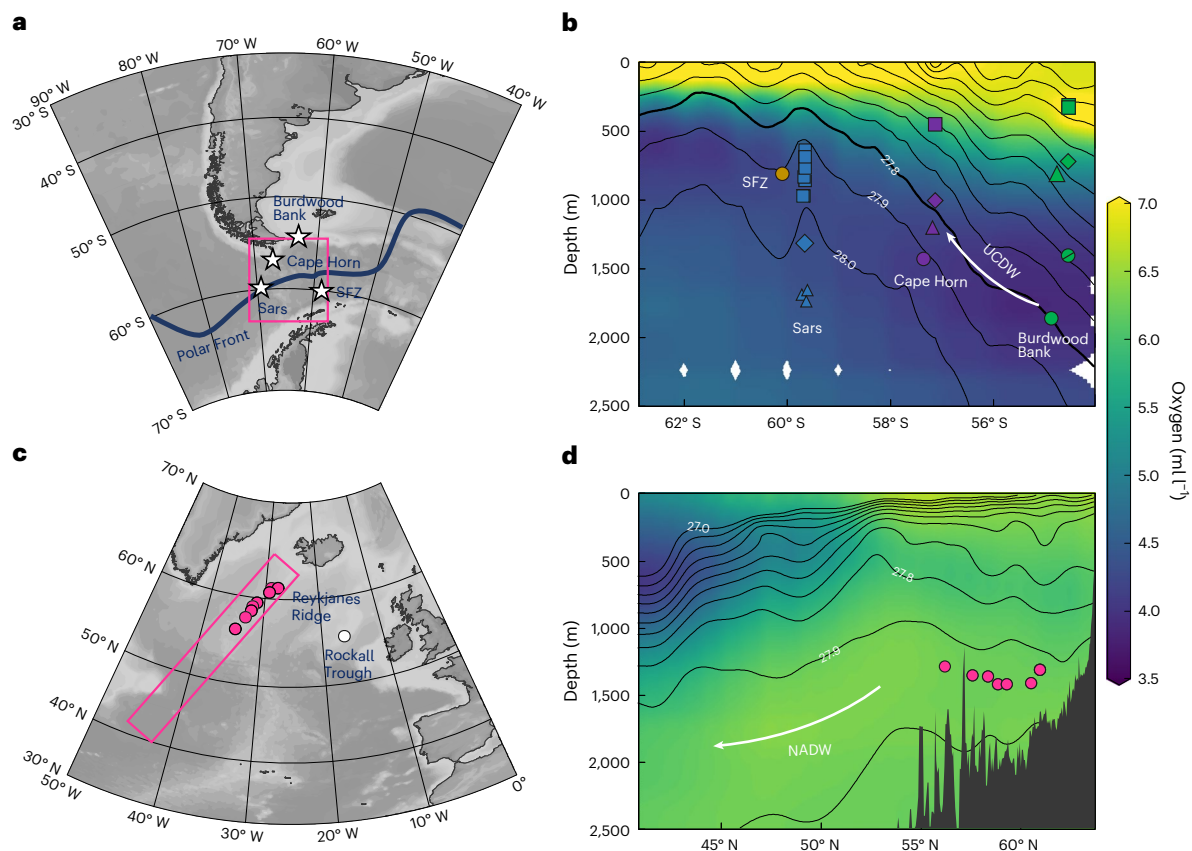 a
90° W
80° W
70° W
60° W
50° W
40° W
30° S
40° S
50° S
60° S
70° S
Burdwood
Bank
Cape Horn
SFZ
Sars
Polar Front
b
0
500
1,000
1,500
2,000
2,500
Depth (m)
62° S
60° S
58° S
56° S
27.8
27.9
28.0
SFZ
UCDW
Cape Horn
Sars
Burdwood
Bank
7.0
6.5
6.0
5.5
5.0
4.5
4.0
3.5
Oxygen (ml l⁻¹)
c
70° N
60° N
50° N
40° N
30° N
50° W
40° W
30° W
20° W
10° W
0°
Reykjanes
Ridge
Rockall
Trough
d
0
500
1,000
1,500
2,000
2,500
Depth (m)
45° N
50° N
55° N
60° N
27.0
27.8
27.9
NADW